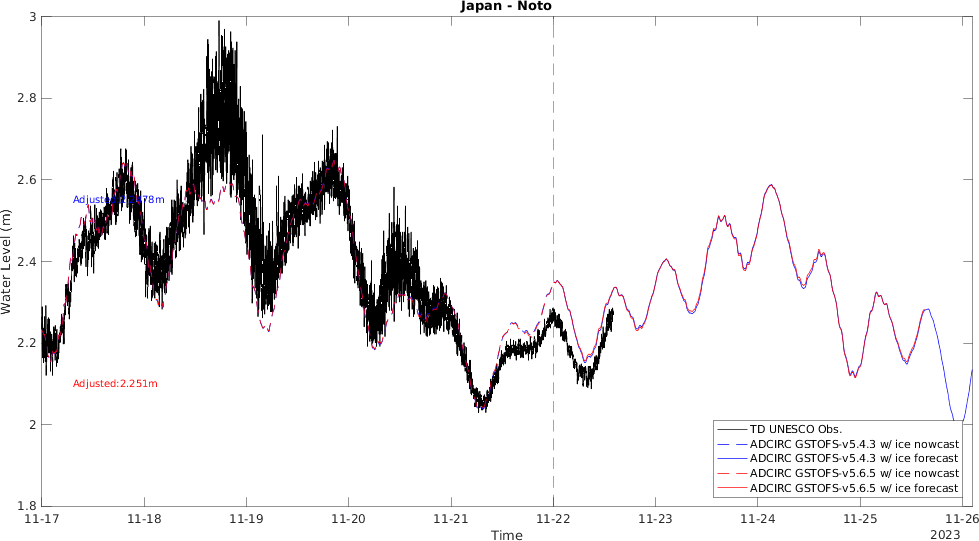 Japan - Noto
Water Level (m)
3
2.8
2.6
2.4
2.2
2
1.8
Adjusted:2.251m
TD UNESCO Obs.
ADCIRC GSTOFS-v5.4.3 w/ ice nowcast
ADCIRC GSTOFS-v5.4.3 w/ ice forecast
ADCIRC GSTOFS-v5.6.5 w/ ice nowcast
ADCIRC GSTOFS-v5.6.5 w/ ice forecast
11-17 11-18 11-19 11-20 11-21 11-22 11-23 11-24 11-25 11-26
Time
2023